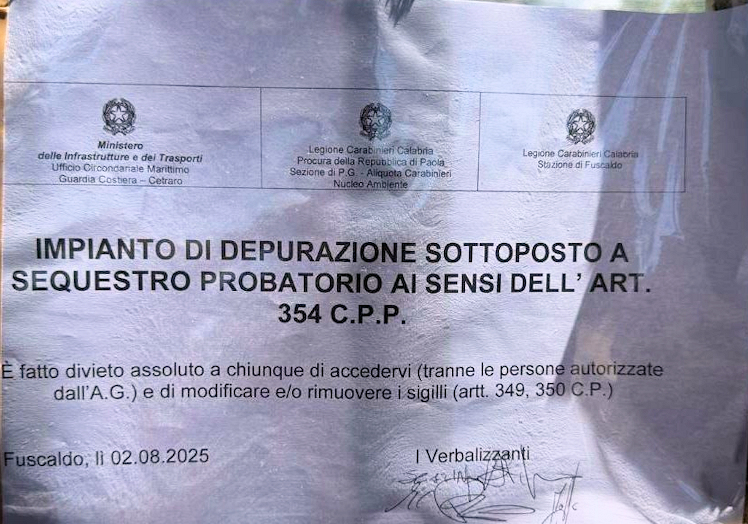 Ministero
delle Infrastrutture e dei Trasporti
Ufficio Circondariale Marittimo
Guardia Costiera – Cetraro
Legione Carabinieri Calabria
Procura della Repubblica di Paola
Sezione di P.G. - Aliquota Carabinieri
Nucleo Ambiente
Legione Carabinieri Calabria
Stazione di Fuscaldo
IMPIANTO DI DEPURAZIONE SOTTOPOSTO A
SEQUESTRO PROBATORIO AI SENSI DELL' ART.
354 C.P.P.
È fatto divieto assoluto a chiunque di accedervi (tranne le persone autorizzate
dall'A.G.) e di modificare e/o rimuovere i sigilli (artt. 349, 350 C.P.)
Fuscaldo, lì 02.08.2025
I Verbalizzanti